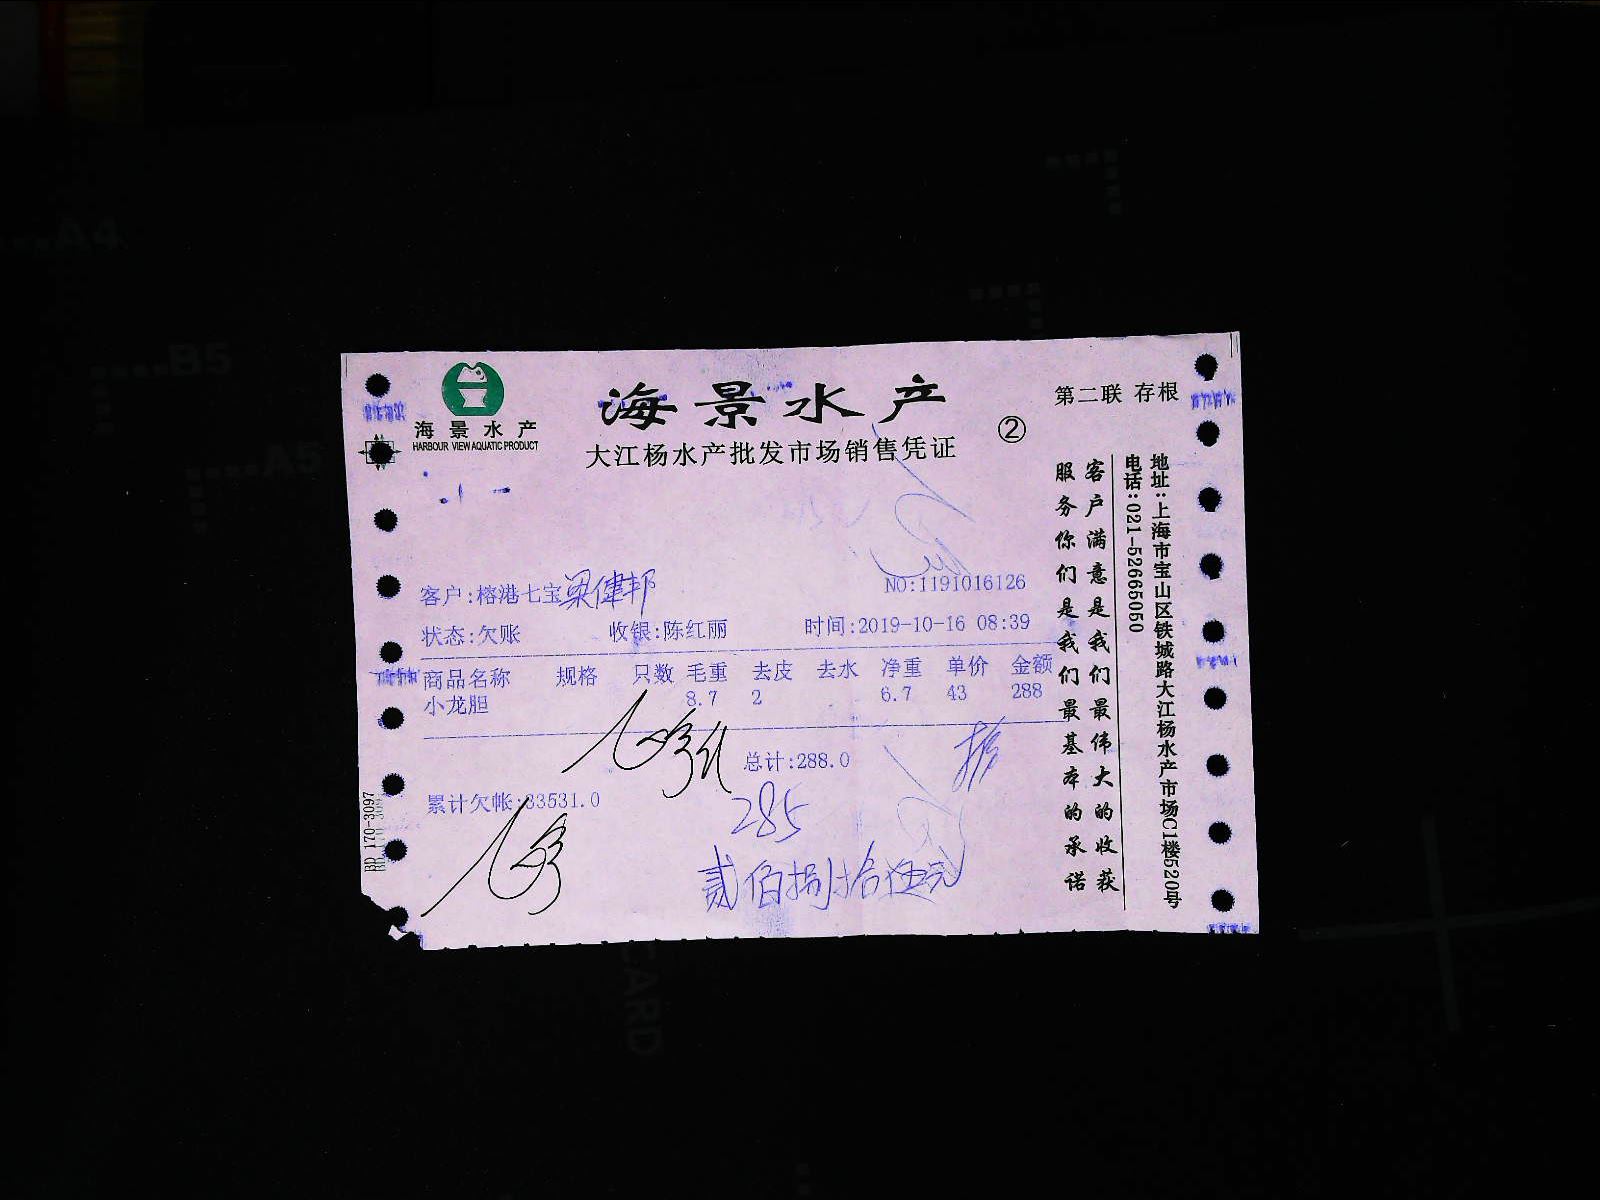 海景水产
HARBOUR VIEW AQUATIC PRODUCT
海景水产
大江杨水产批发市场销售凭证
②
第二联 存根
客户:榕港七宝梁健邦
NO:1191016126
状态:欠账 收银:陈红丽 时间:2019-10-16 08:39
商品名称 规格 只数 毛重 去皮 去水 净重 单价 金额
小龙胆 8.7 2 6.7 43 288
总计:288.0
累计欠帐:33531.0
285
贰佰捌拾伍元
客户满意是我们最伟大的收获
服务你们是我们最基本的承诺
地址:上海市宝山区铁城路大江杨水产市场C1楼520号
电话:021-52665050
BD 170-3097
A4
B5
A5
CARD